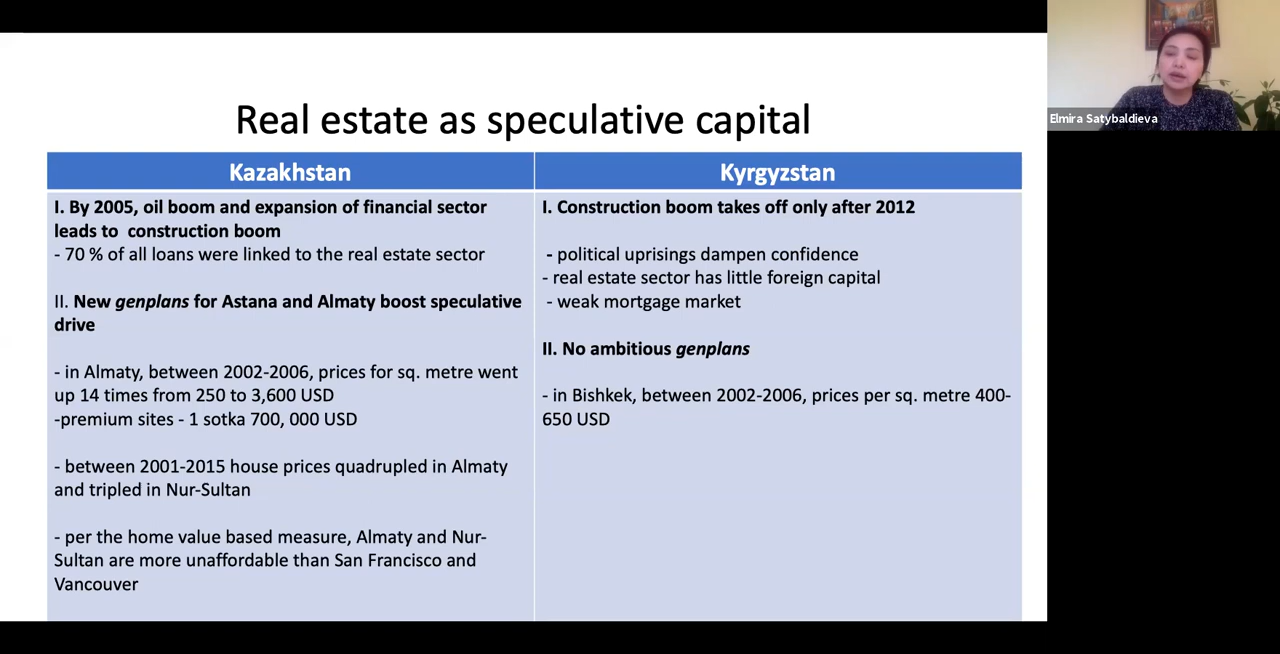 Real estate as speculative capital
Kazakhstan
I. By 2005, oil boom and expansion of financial sector
leads to construction boom
- 70 % of all loans were linked to the real estate sector
II. New genplans for Astana and Almaty boost speculative
drive
- in Almaty, between 2002-2006, prices for sq. metre went
up 14 times from 250 to 3,600 USD
-premium sites - 1 sotka 700, 000 USD
- between 2001-2015 house prices quadrupled in Almaty
and tripled in Nur-Sultan
- per the home value based measure, Almaty and Nur-
Sultan are more unaffordable than San Francisco and
Vancouver
Kyrgyzstan
I. Construction boom takes off only after 2012
- political uprisings dampen confidence
- real estate sector has little foreign capital
- weak mortgage market
II. No ambitious genplans
- in Bishkek, between 2002-2006, prices per sq. metre 400-
650 USD
Elmira Satybaldieva